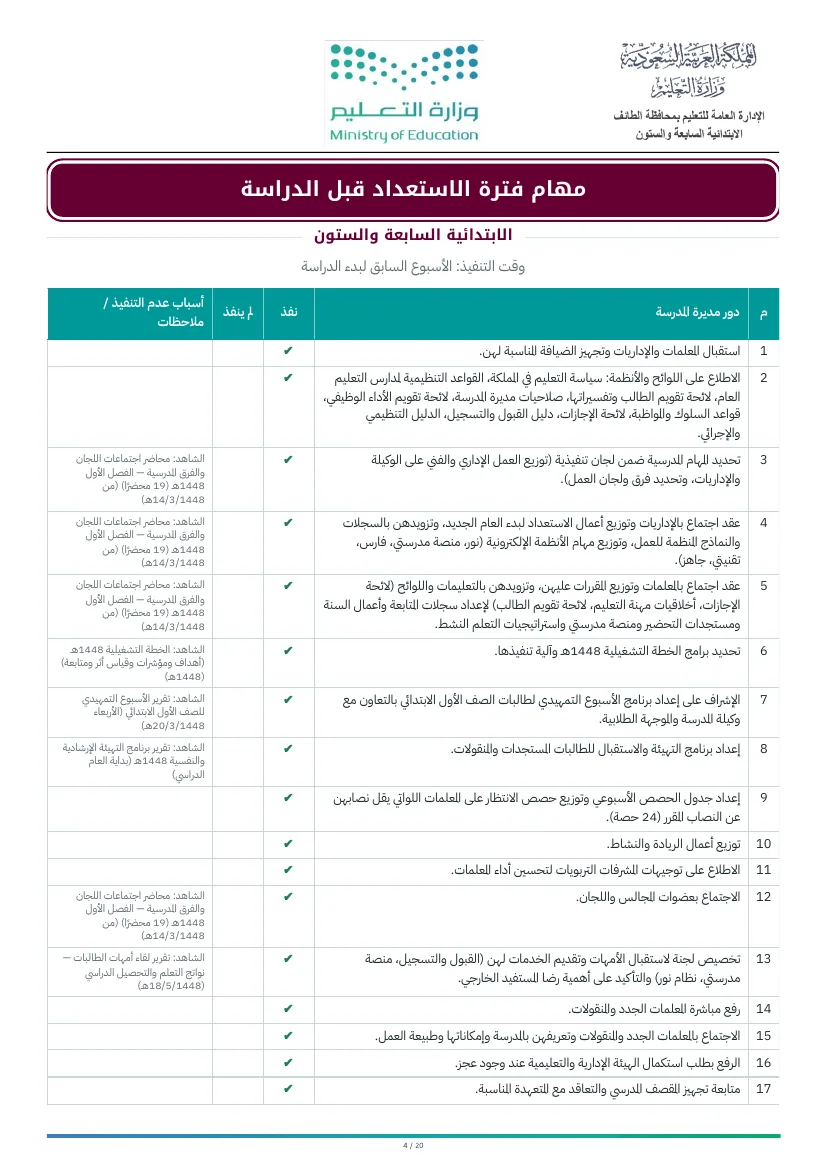 المملكة العربية السعودية
وزارة التعليم
الإدارة العامة للتعليم بمحافظة الطائف
الابتدائية السابعة والستون
وزارة التعـــليم
Ministry of Education
مهام فترة الاستعداد قبل الدراسة
الابتدائية السابعة والستون
وقت التنفيذ: الأسبوع السابق لبدء الدراسة
م
دور مديرة المدرسة
نفذ
لم ينفذ
أسباب عدم التنفيذ /
ملاحظات
1
استقبال المعلمات والإداريات وتجهيز الضيافة المناسبة لهن.
✔
2
الاطلاع على اللوائح والأنظمة: سياسة التعليم في المملكة، القواعد التنظيمية لمدارس التعليم
العام، لائحة تقويم الطالب وتفسيراتها، صلاحيات مديرة المدرسة، لائحة تقويم الأداء الوظيفي،
قواعد السلوك والمواظبة، لائحة الإجازات، دليل القبول والتسجيل، الدليل التنظيمي
والإجرائي.
✔
3
تحديد المهام المدرسية ضمن لجان تنفيذية (توزيع العمل الإداري والفني على الوكيلة
والإداريات، وتحديد فرق ولجان العمل).
✔
الشاهد: محاضر اجتماعات اللجان
والفرق المدرسية — الفصل الأول
1448هـ (19 محضرًا) (من
14/3/1448هـ)
4
عقد اجتماع بالإداريات وتوزيع أعمال الاستعداد لبدء العام الجديد، وتزويدهن بالسجلات
والنماذج المنظمة للعمل، وتوزيع مهام الأنظمة الإلكترونية (نور، منصة مدرستي، فارس،
تقنيتي، جاهز).
✔
الشاهد: محاضر اجتماعات اللجان
والفرق المدرسية — الفصل الأول
1448هـ (19 محضرًا) (من
14/3/1448هـ)
5
عقد اجتماع بالمعلمات وتوزيع المقررات عليهن، وتزويدهن بالتعليمات واللوائح (لائحة
الإجازات، أخلاقيات مهنة التعليم، لائحة تقويم الطالب) لإعداد سجلات المتابعة وأعمال السنة
ومستجدات التحضير ومنصة مدرستي واستراتيجيات التعلم النشط.
✔
الشاهد: محاضر اجتماعات اللجان
والفرق المدرسية — الفصل الأول
1448هـ (19 محضرًا) (من
14/3/1448هـ)
6
تحديد برامج الخطة التشغيلية 1448هـ وآلية تنفيذها.
✔
الشاهد: الخطة التشغيلية 1448هـ
(أهداف ومؤشرات وقياس أثر ومتابعة)
(1448هـ)
7
الإشراف على إعداد برنامج الأسبوع التمهيدي لطالبات الصف الأول الابتدائي بالتعاون مع
وكيلة المدرسة والموجهة الطلابية.
✔
الشاهد: تقرير الأسبوع التمهيدي
للصف الأول الابتدائي (الأربعاء
20/3/1448هـ)
8
إعداد برنامج التهيئة والاستقبال للطالبات المستجدات والمنقولات.
✔
الشاهد: تقرير برنامج التهيئة الإرشادية
والنفسية 1448هـ (بداية العام
الدراسي)
9
إعداد جدول الحصص الأسبوعي وتوزيع حصص الانتظار على المعلمات اللواتي يقل نصابهن
عن النصاب المقرر (24 حصة).
✔
10
توزيع أعمال الريادة والنشاط.
✔
11
الاطلاع على توجيهات المشرفات التربويات لتحسين أداء المعلمات.
✔
12
الاجتماع بعضوات المجالس واللجان.
✔
الشاهد: محاضر اجتماعات اللجان
والفرق المدرسية — الفصل الأول
1448هـ (19 محضرًا) (من
14/3/1448هـ)
13
تخصيص لجنة لاستقبال الأمهات وتقديم الخدمات لهن (القبول والتسجيل، منصة
مدرستي، نظام نور) والتأكيد على أهمية رضا المستفيد الخارجي.
✔
الشاهد: تقرير لقاء أمهات الطالبات —
نواتج التعلم والتحصيل الدراسي
(18/5/1448هـ)
14
رفع مباشرة المعلمات الجدد والمنقولات.
✔
15
الاجتماع بالمعلمات الجدد والمنقولات وتعريفهن بالمدرسة وإمكاناتها وطبيعة العمل.
✔
16
الرفع بطلب استكمال الهيئة الإدارية والتعليمية عند وجود عجز.
✔
17
متابعة تجهيز المقصف المدرسي والتعاقد مع المتعهدة المناسبة.
✔
4 / 20